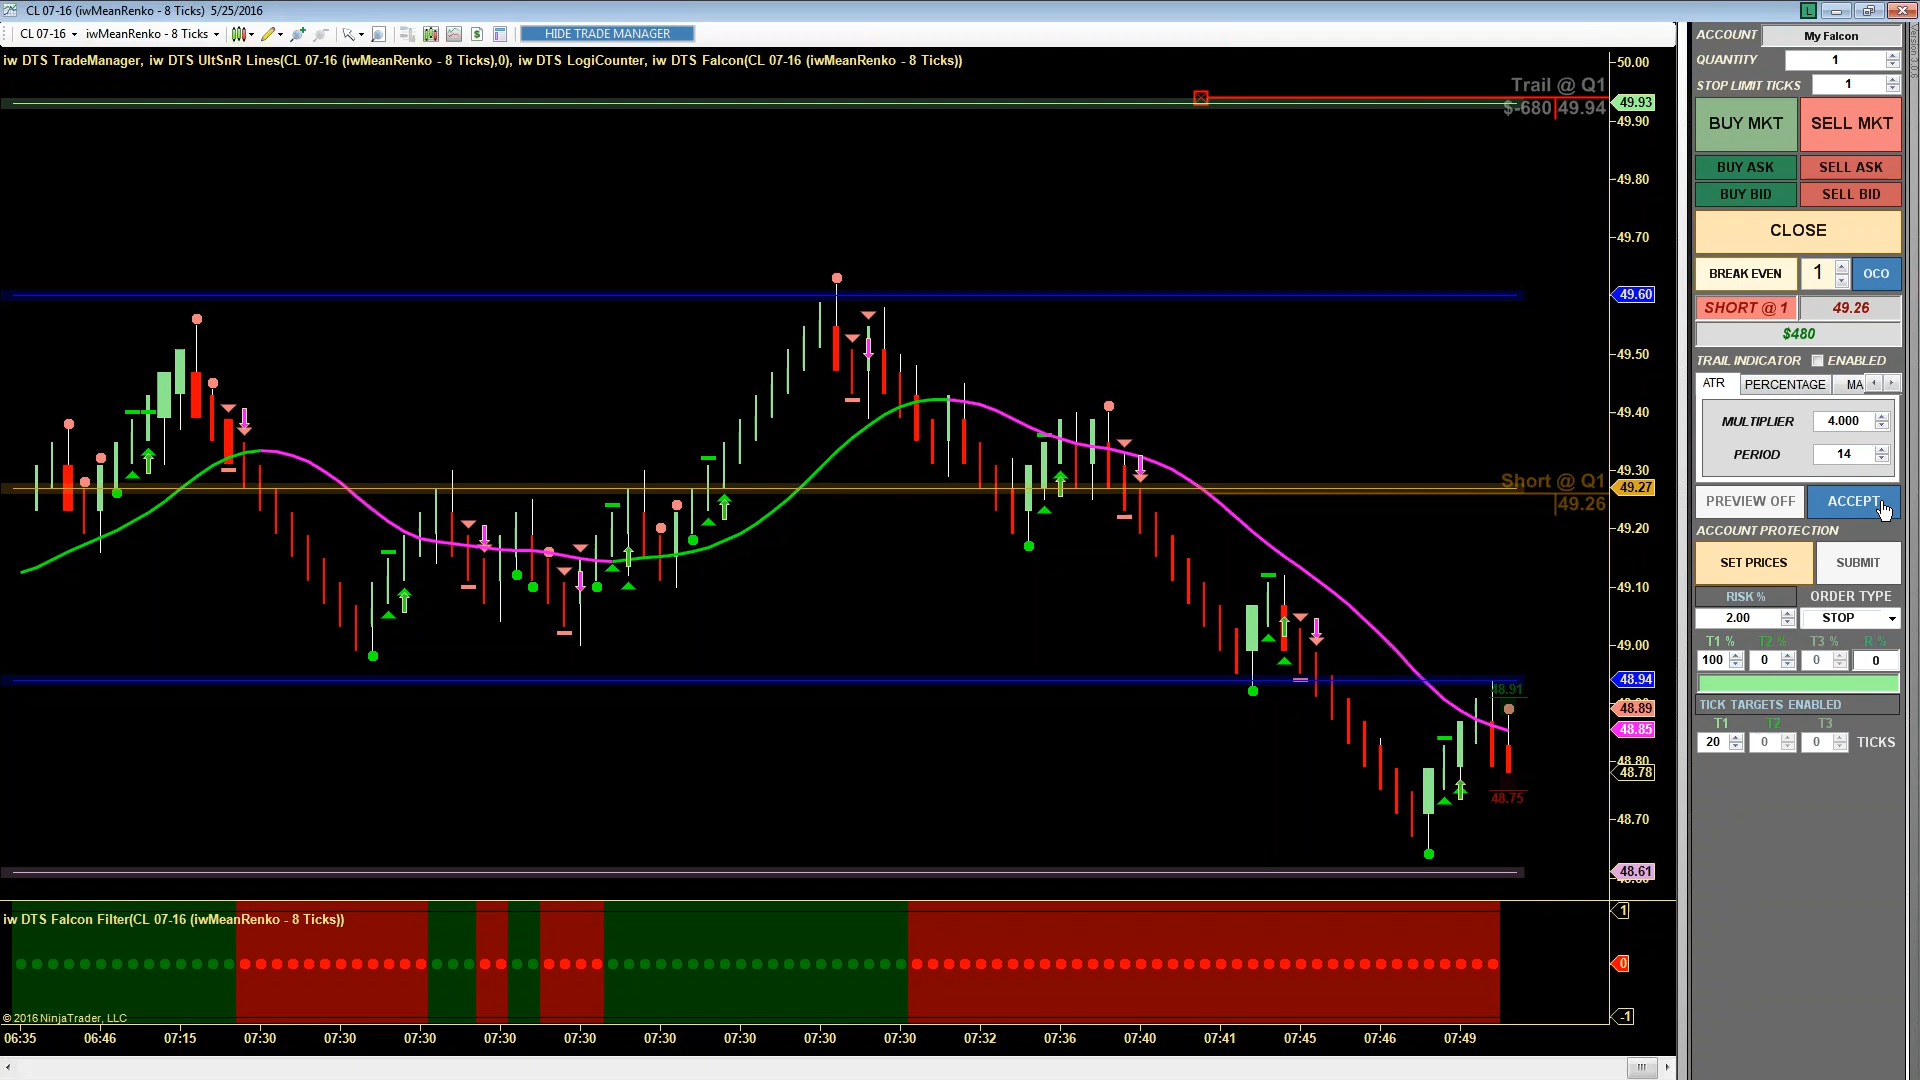 CL 07-16 (iwMeanRenko - 8 Ticks)  5/25/2016
L
CL 07-16
iwMeanRenko - 8 Ticks
HIDE TRADE MANAGER
iw DTS TradeManager, iw DTS UltSnR Lines(CL 07-16 (iwMeanRenko - 8 Ticks),0), iw DTS LogiCounter, iw DTS Falcon(CL 07-16 (iwMeanRenko - 8 Ticks))
50.00
Trail @ Q1
$-680 49.94
49.93
49.90
49.80
49.70
49.60
49.50
49.40
49.30
Short @ Q1
49.27
49.26
49.20
49.10
49.00
48.94
48.91
48.89
48.85
48.80
48.78
48.75
48.70
48.61
iw DTS Falcon Filter(CL 07-16 (iwMeanRenko - 8 Ticks))
1
0
-1
© 2016 NinjaTrader, LLC
06:35 06:46 07:15 07:30 07:30 07:30 07:30 07:30 07:30 07:30 07:30 07:30 07:32 07:36 07:40 07:41 07:45 07:46 07:49
ACCOUNT My Falcon
QUANTITY 1
STOP LIMIT TICKS 1
BUY MKT SELL MKT
BUY ASK SELL ASK
BUY BID SELL BID
CLOSE
BREAK EVEN 1 OCO
SHORT @ 1 49.26
$480
TRAIL INDICATOR ENABLED
ATR PERCENTAGE MA
MULTIPLIER 4.000
PERIOD 14
PREVIEW OFF ACCEPT
ACCOUNT PROTECTION
SET PRICES SUBMIT
RISK % ORDER TYPE
2.00 STOP
T1 % T2 % T3 % R %
100 0 0 0
TICK TARGETS ENABLED
T1 T2 T3
20 0 0 TICKS